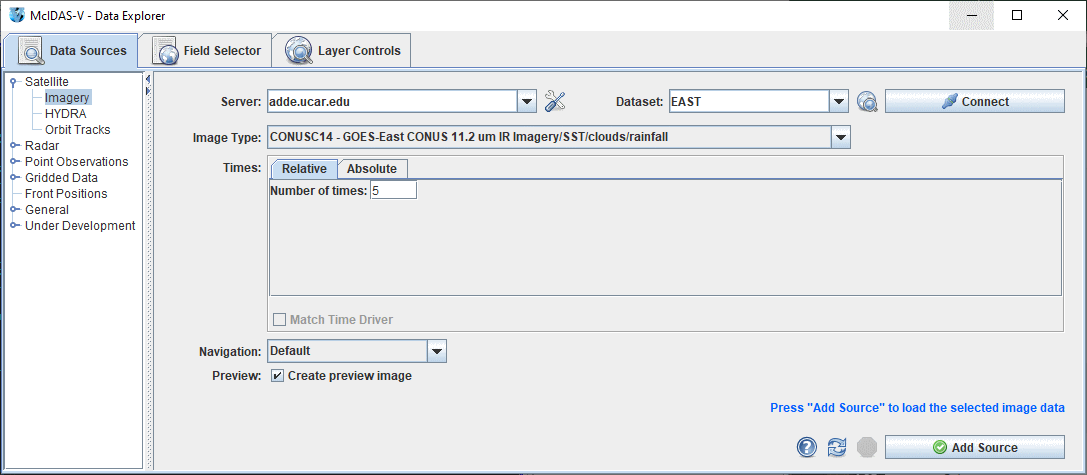 McIDAS-V - Data Explorer
Data Sources
Field Selector
Layer Controls
Satellite
Imagery
HYDRA
Orbit Tracks
Radar
Point Observations
Gridded Data
Front Positions
General
Under Development
Server: adde.ucar.edu Dataset: EAST Connect
Image Type: CONUSC14 - GOES-East CONUS 11.2 um IR Imagery/SST/clouds/rainfall
Times: Relative Absolute
Number of times: 5
Match Time Driver
Navigation: Default
Preview: Create preview image
Press "Add Source" to load the selected image data
? Add Source